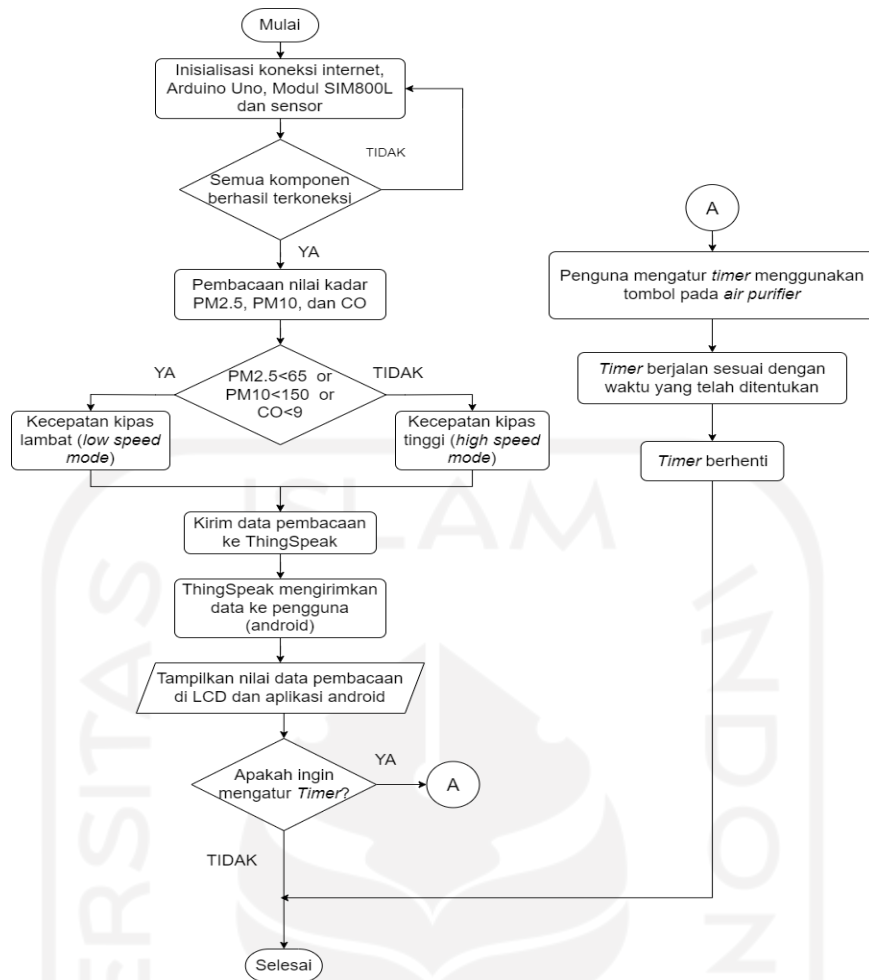 Mulai
Inisialisasi koneksi internet,
Arduino Uno, Modul SIM800L
dan sensor
TIDAK
Semua komponen
berhasil terkoneksi
YA
Pembacaan nilai kadar
PM2.5, PM10, dan CO
YA
PM2.5<65 or
PM10<150 or
CO<9
TIDAK
Kecepatan kipas
lambat (low speed
mode)
Kecepatan kipas
tinggi (high speed
mode)
Kirim data pembacaan
ke ThingSpeak
ThingSpeak mengirimkan
data ke pengguna
(android)
Tampilkan nilai data pembacaan
di LCD dan aplikasi android
Apakah ingin
mengatur Timer?
YA
A
TIDAK
Selesai
A
Penguna mengatur timer menggunakan
tombol pada air purifier
Timer berjalan sesuai dengan
waktu yang telah ditentukan
Timer berhenti
ISLAM
ERSITAS
INDON